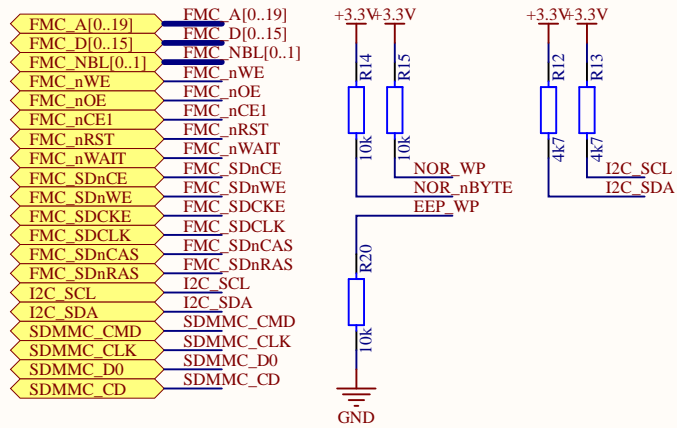 FMC_A[0..19] FMC_A[0..19]
FMC_D[0..15] FMC_D[0..15]
FMC_NBL[0..1] FMC_NBL[0..1]
FMC_nWE FMC_nWE
FMC_nOE FMC_nOE
FMC_nCE1 FMC_nCE1
FMC_nRST FMC_nRST
FMC_nWAIT FMC_nWAIT
FMC_SDnCE FMC_SDnCE
FMC_SDnWE FMC_SDnWE
FMC_SDCKE FMC_SDCKE
FMC_SDCLK FMC_SDCLK
FMC_SDnCAS FMC_SDnCAS
FMC_SDnRAS FMC_SDnRAS
I2C_SCL I2C_SCL
I2C_SDA I2C_SDA
SDMMC_CMD SDMMC_CMD
SDMMC_CLK SDMMC_CLK
SDMMC_D0 SDMMC_D0
SDMMC_CD SDMMC_CD
+3.3V +3.3V
R14 R15
10k 10k
NOR_WP
NOR_nBYTE
EEP_WP
R20
10k
GND
+3.3V +3.3V
R12 R13
4k7 4k7
I2C_SCL
I2C_SDA